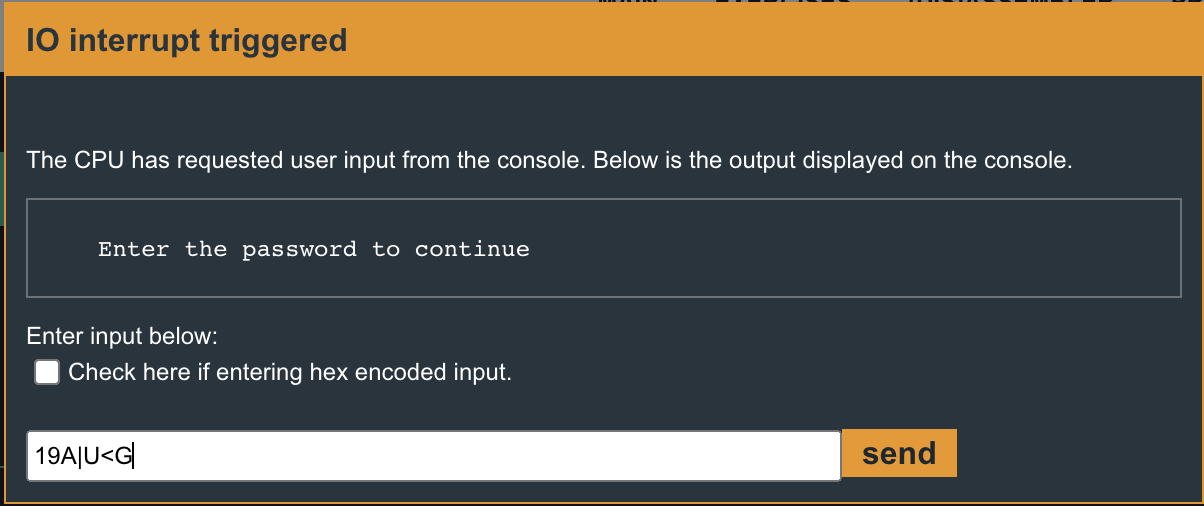 IO interrupt triggered
The CPU has requested user input from the console. Below is the output displayed on the console.
Enter the password to continue
Enter input below:
Check here if entering hex encoded input.
19A|U<G
send